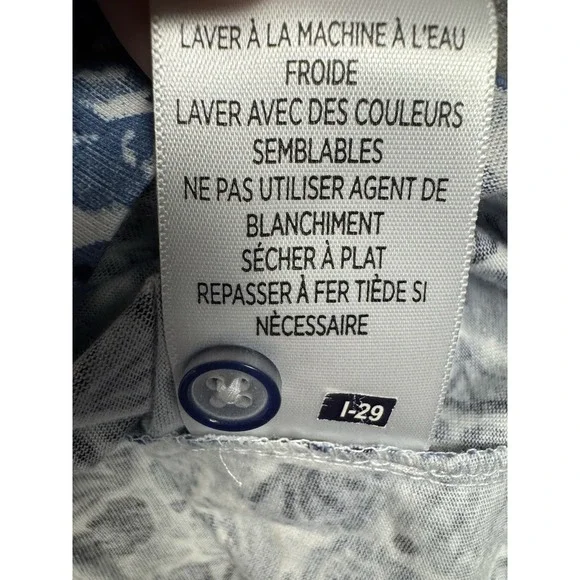 LAVER À LA MACHINE À L'EAU
FROIDE
LAVER AVEC DES COULEURS
SEMBLABLES
NE PAS UTILISER AGENT DE
BLANCHIMENT
SÉCHER À PLAT
REPASSER À FER TIÈDE SI
NÈCESSAIRE
I-29